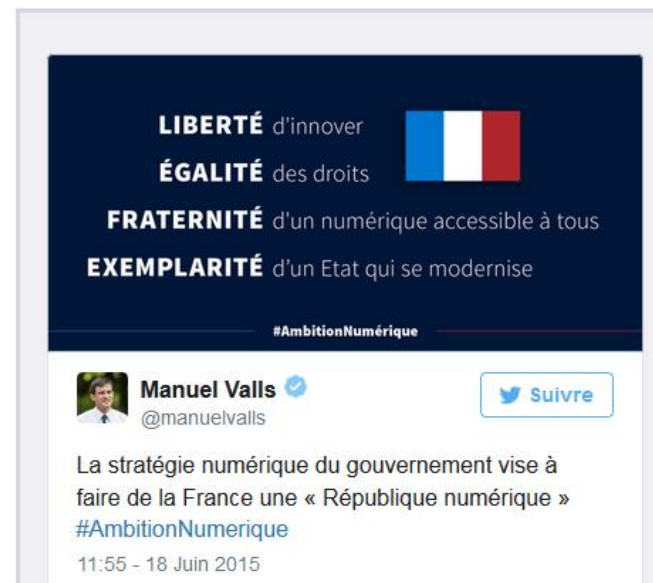 LIBERTÉ d'innover
ÉGALITÉ des droits
FRATERNITÉ d'un numérique accessible à tous
EXEMPLARITÉ d’un Etat qui se modernise
#AmbitionNumérique
Manuel Valls
@manuelvalls
Suivre
La stratégie numérique du gouvernement vise à
faire de la France une « République numérique »
#AmbitionNumerique
11:55 - 18 Juin 2015